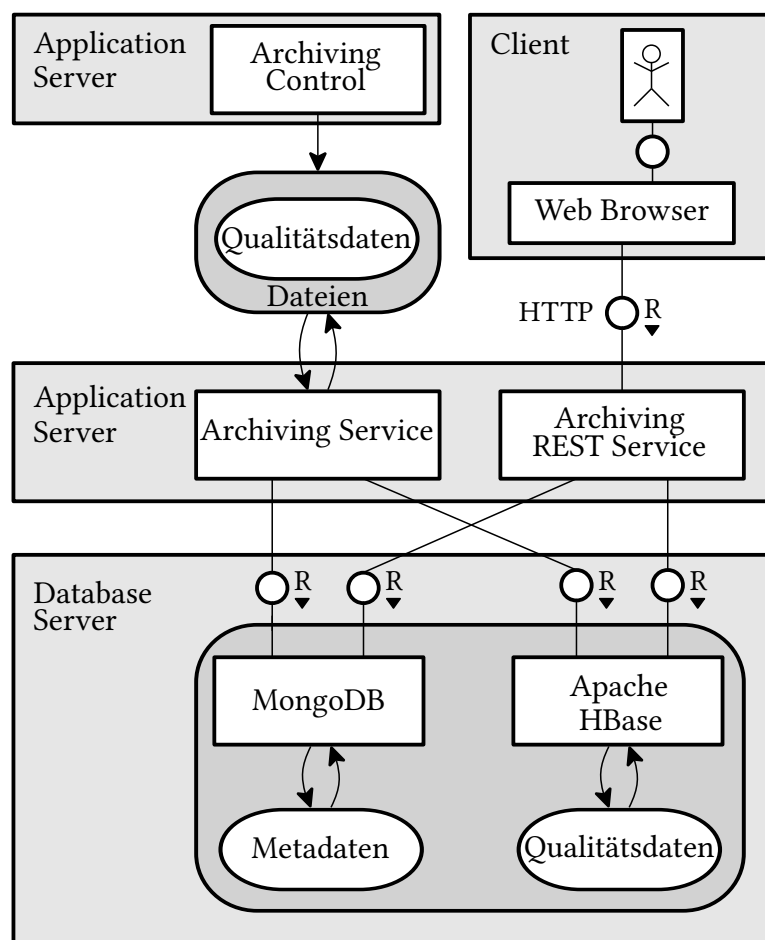 Application
Server
Archiving
Control
Client
Web Browser
Qualitätsdaten
Dateien
HTTP
R
Application
Server
Archiving Service
Archiving
REST Service
Database
Server
R
R
R
R
MongoDB
Apache
HBase
Metadaten
Qualitätsdaten